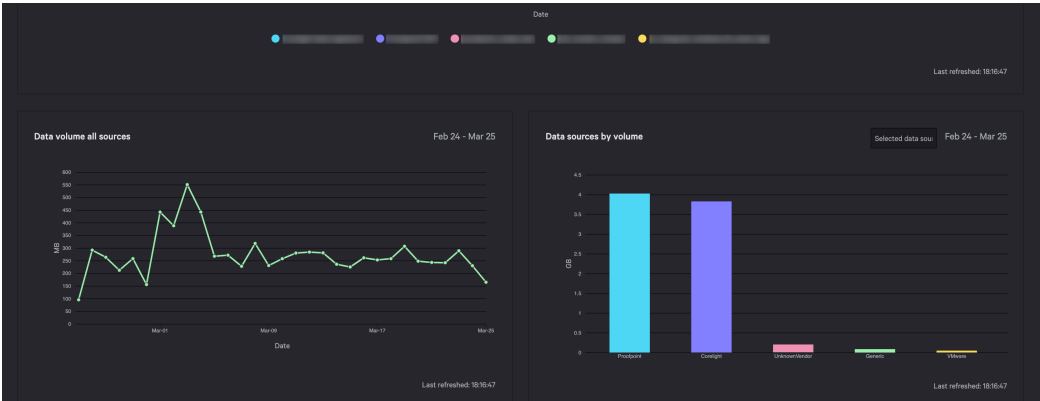 Date
Last refreshed: 18:16:47
Data volume all sources
Feb 24 - Mar 25
600
550
500
450
400
350
300
250
200
150
100
50
0
MB
Mar-01
Mar-09
Mar-17
Mar-25
Date
Last refreshed: 18:16:47
Data sources by volume
Selected data sou
Feb 24 - Mar 25
4.5
4
3.5
3
2.5
2
1.5
1
0.5
0
GB
Proofpoint
Corelight
UnknownVendor
Generic
VMware
Last refreshed: 18:16:47